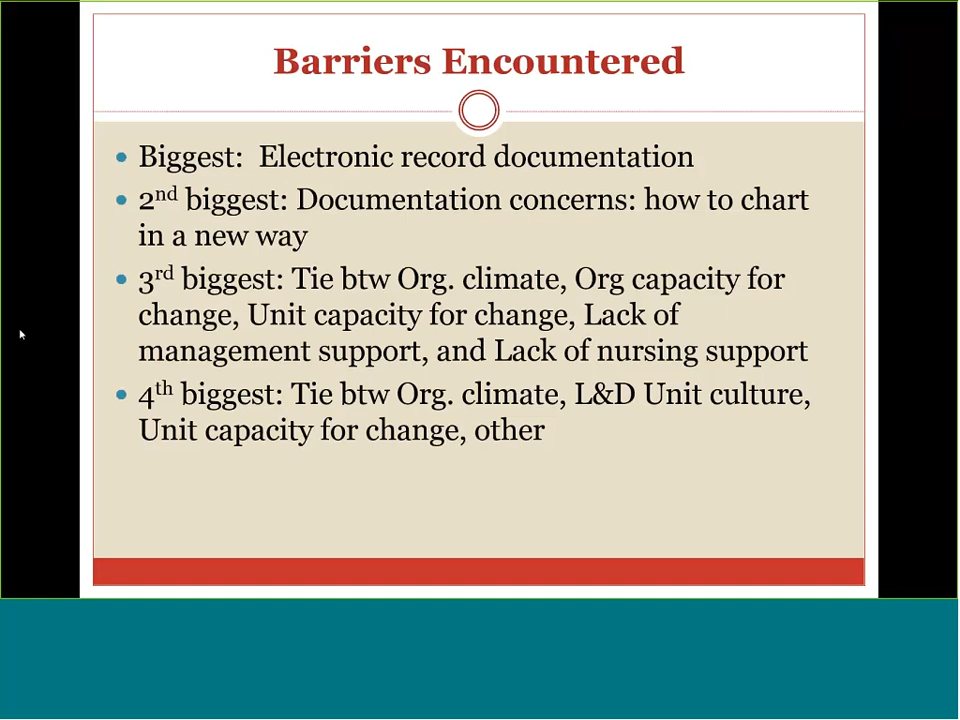 Barriers Encountered
• Biggest:  Electronic record documentation
• 2nd biggest: Documentation concerns: how to chart
in a new way
• 3rd biggest: Tie btw Org. climate, Org capacity for
change, Unit capacity for change, Lack of
management support, and Lack of nursing support
• 4th biggest: Tie btw Org. climate, L&D Unit culture,
Unit capacity for change, other